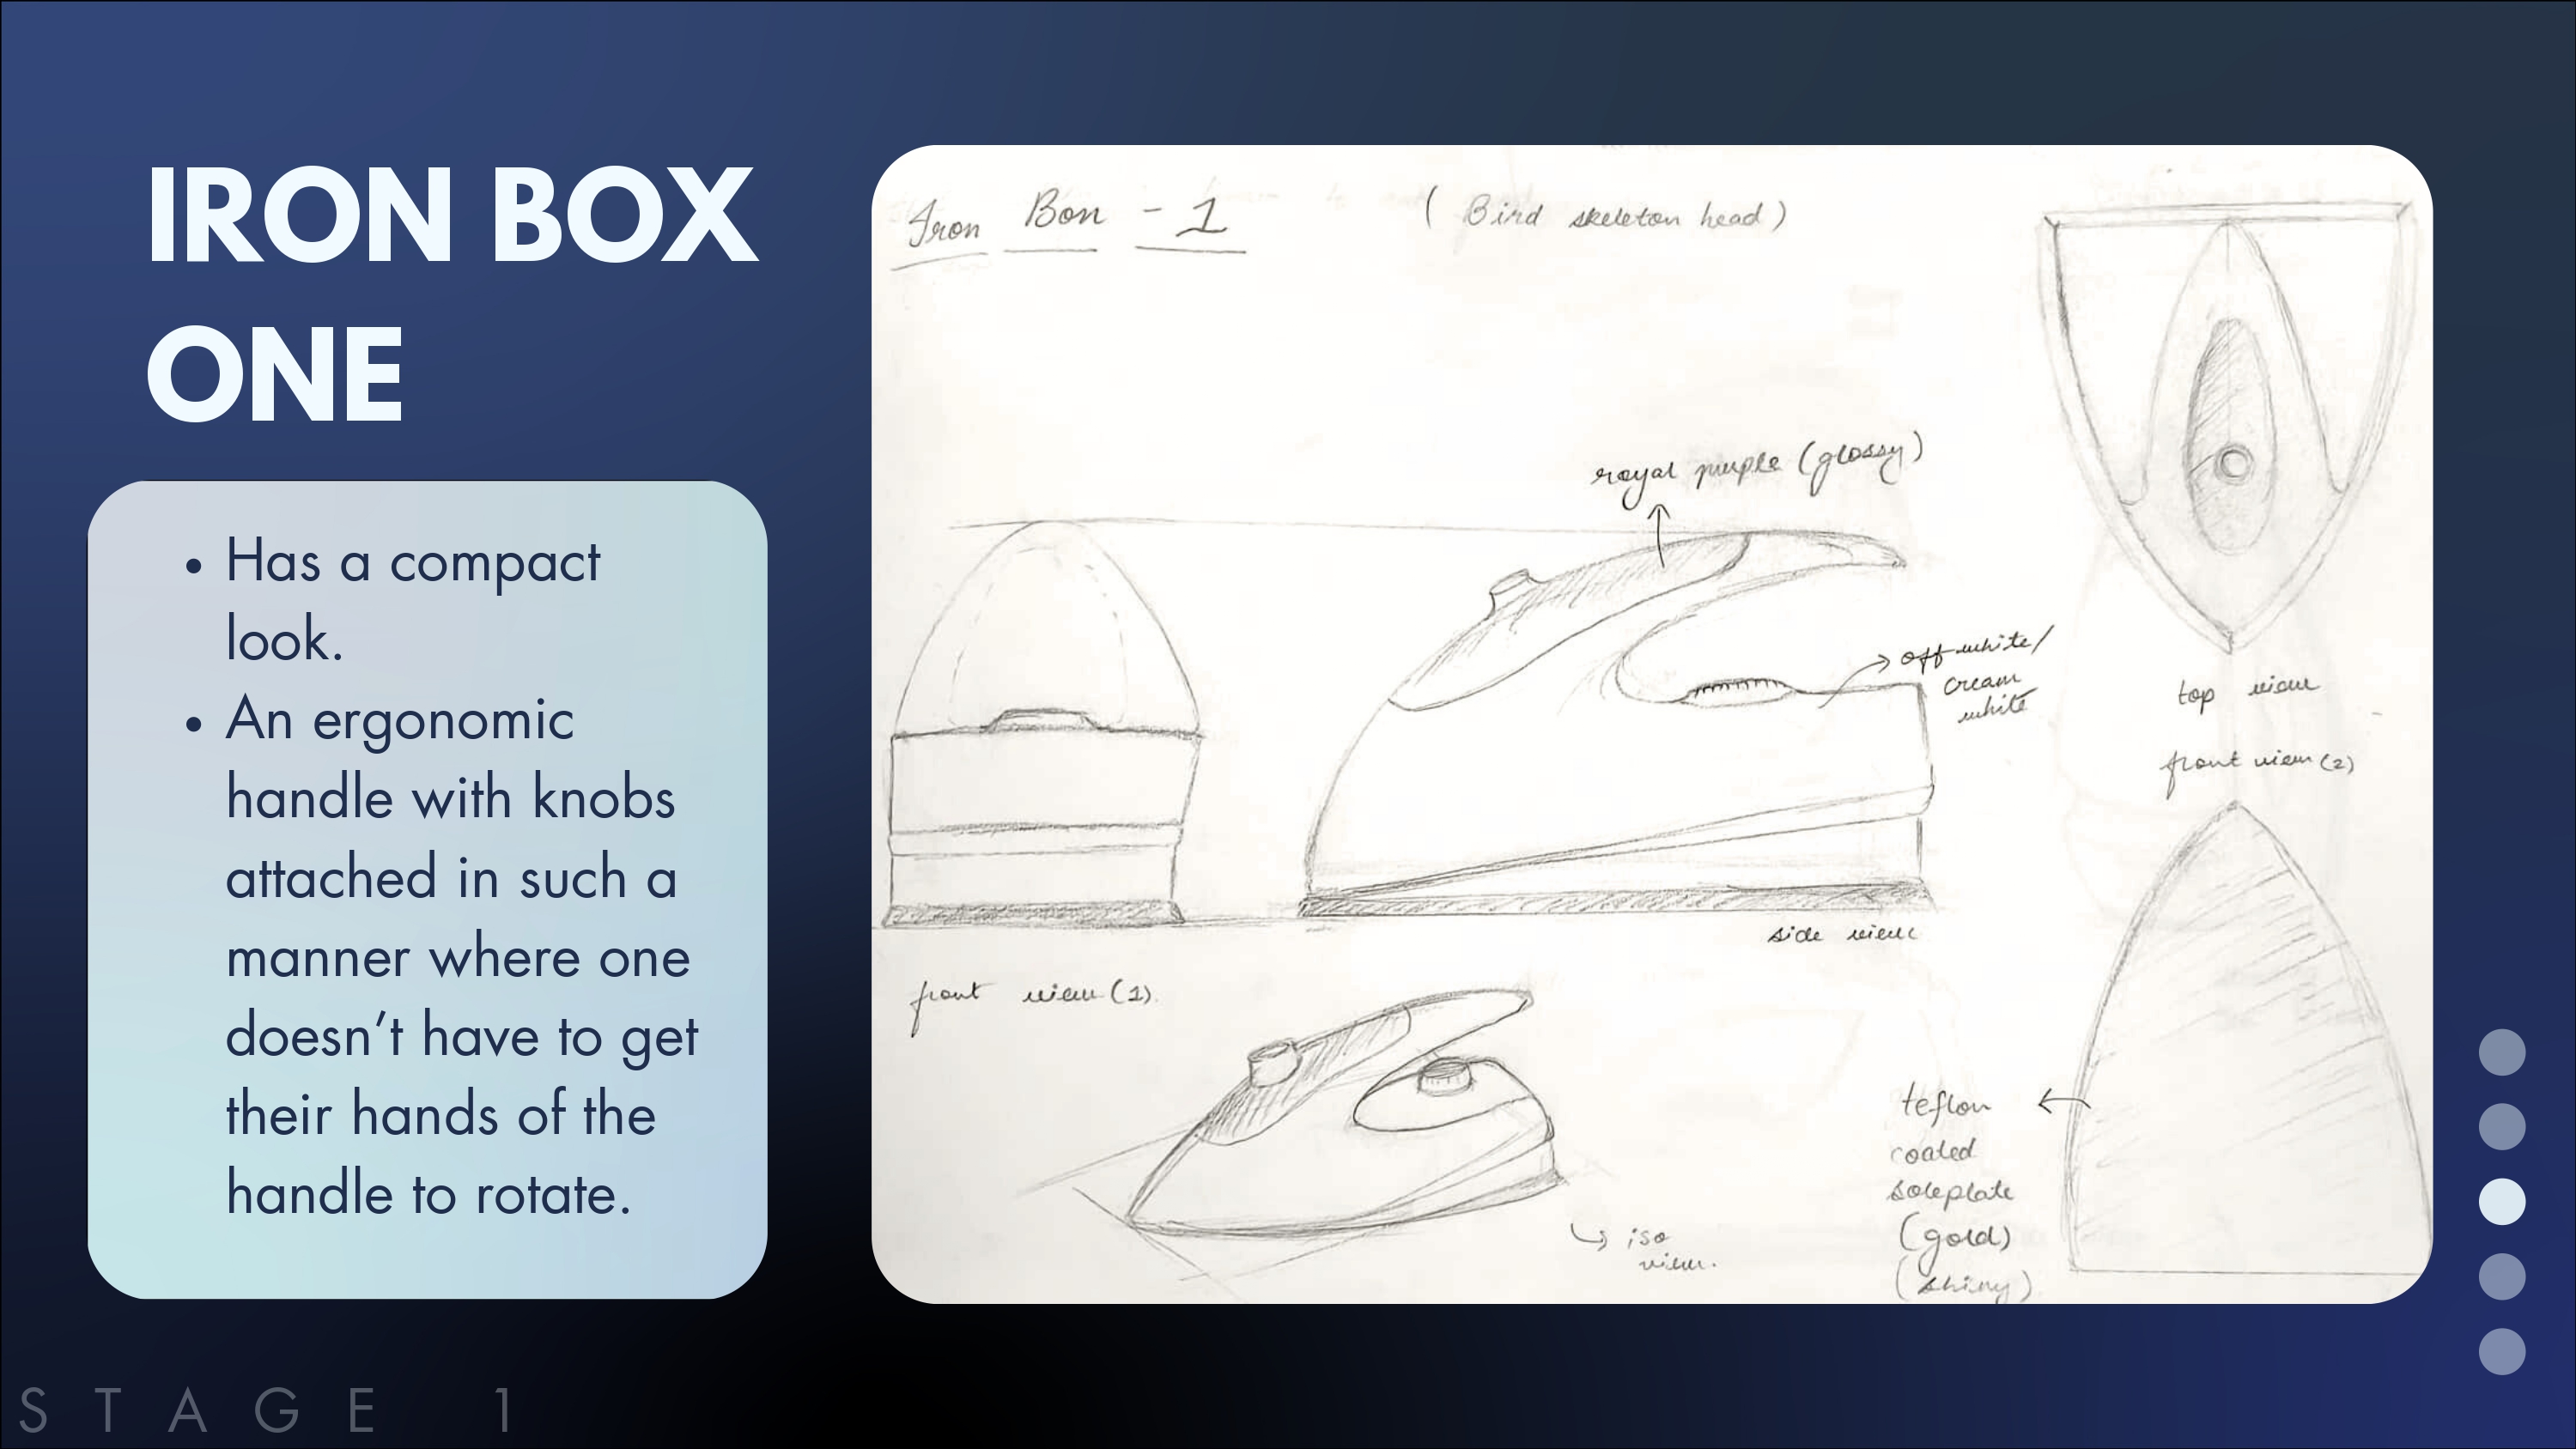 IRON BOX
ONE
• Has a compact
look.
• An ergonomic
handle with knobs
attached in such a
manner where one
doesn’t have to get
their hands of the
handle to rotate.
STAGE 1
Iron Box - 1
( Bird skeleton head )
royal purple (glossy)
off white/
cream
white
top view
front view (2)
side view
front view (1).
iso
view.
teflon
coated
soleplate
(gold)
(shiny)